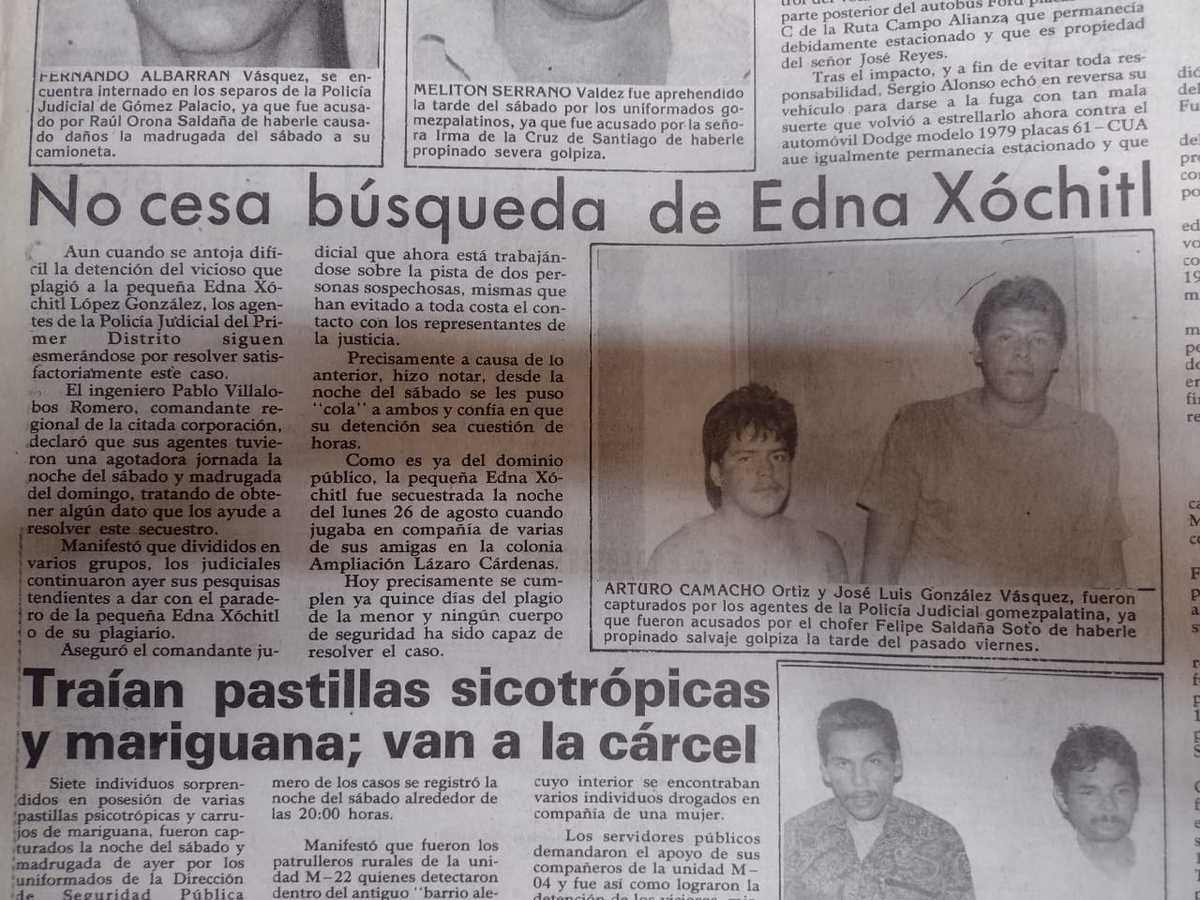 FERNANDO ALBARRAN Vásquez, se en-
cuentra internado en los separos de la Policía
Judicial de Gómez Palacio, ya que fue acusa-
do por Raúl Orona Saldaña de haberle causa-
do daños la madrugada del sábado a su
camioneta.
MELITON SERRANO Valdez fue aprehendido
la tarde del sábado por los uniformados go-
mezpalatinos, ya que fue acusado por la seño-
ra Irma de la Cruz de Santiago de haberle
propinado severa golpiza.
parte posterior del autobús Ford
C de la Ruta Campo Alianza que permanecía
debidamente estacionado y que es propiedad
del señor José Reyes.
Tras el impacto, y a fin de evitar toda res-
ponsabilidad, Sergio Alonso echó en reversa su
vehículo para darse a la fuga con tan mala
suerte que volvió a estrellarlo ahora contra el
automóvil Dodge modelo 1979 placas 61-CUA
que igualmente permanecía estacionado y que
No cesa búsqueda de Edna Xóchitl
Aun cuando se antoja difí-
cil la detención del vicioso que
plagió a la pequeña Edna Xó-
chitl López González, los agen-
tes de la Policía Judicial del Pri-
mer Distrito siguen
esmerándose por resolver satis-
factoriamente este caso.
El ingeniero Pablo Villalo-
bos Romero, comandante re-
gional de la citada corporación,
declaró que sus agentes tuvie-
ron una agotadora jornada la
noche del sábado y madrugada
del domingo, tratando de obte-
ner algún dato que los ayude a
resolver este secuestro.
Manifestó que divididos en
varios grupos, los judiciales
continuaron ayer sus pesquisas
tendientes a dar con el parade-
ro de la pequeña Edna Xóchitl
o de su plagiario.
Aseguró el comandante ju-
dicial que ahora está trabaján-
dose sobre la pista de dos per-
sonas sospechosas, mismas que
han evitado a toda costa el con-
tacto con los representantes de
la justicia.
Precisamente a causa de lo
anterior, hizo notar, desde la
noche del sábado se les puso
"cola" a ambos y confía en que
su detención sea cuestión de
horas.
Como es ya del dominio
público, la pequeña Edna Xó-
chitl fue secuestrada la noche
del lunes 26 de agosto cuando
jugaba en compañía de varias
de sus amigas en la colonia
Ampliación Lázaro Cárdenas.
Hoy precisamente se cum-
plen ya quince días del plagio
de la menor y ningún cuerpo
de seguridad ha sido capaz de
resolver el caso.
ARTURO CAMACHO Ortiz y José Luis González Vásquez, fueron
capturados por los agentes de la Policía Judicial gomezpalatina, ya
que fueron acusados por el chofer Felipe Saldaña Soto de haberle
propinado salvaje golpiza la tarde del pasado viernes.
Traían pastillas sicotrópicas
y mariguana; van a la cárcel
Siete individuos sorpren-
didos en posesión de varias
pastillas psicotrópicas y carru-
jos de mariguana, fueron cap-
turados la noche del sábado y
madrugada de ayer por los
uniformados de la Dirección
de Seguridad Pública
mero de los casos se registró la
noche del sábado alrededor de
las 20:00 horas.
Manifestó que fueron los
patrulleros rurales de la uni-
dad M-22 quienes detectaron
dentro del antiguo "barrio ale-
cuyo interior se encontraban
varios individuos drogados en
compañía de una mujer.
Los servidores públicos
demandaron el apoyo de sus
compañeros de la unidad M-
04 y fue así como lograron la